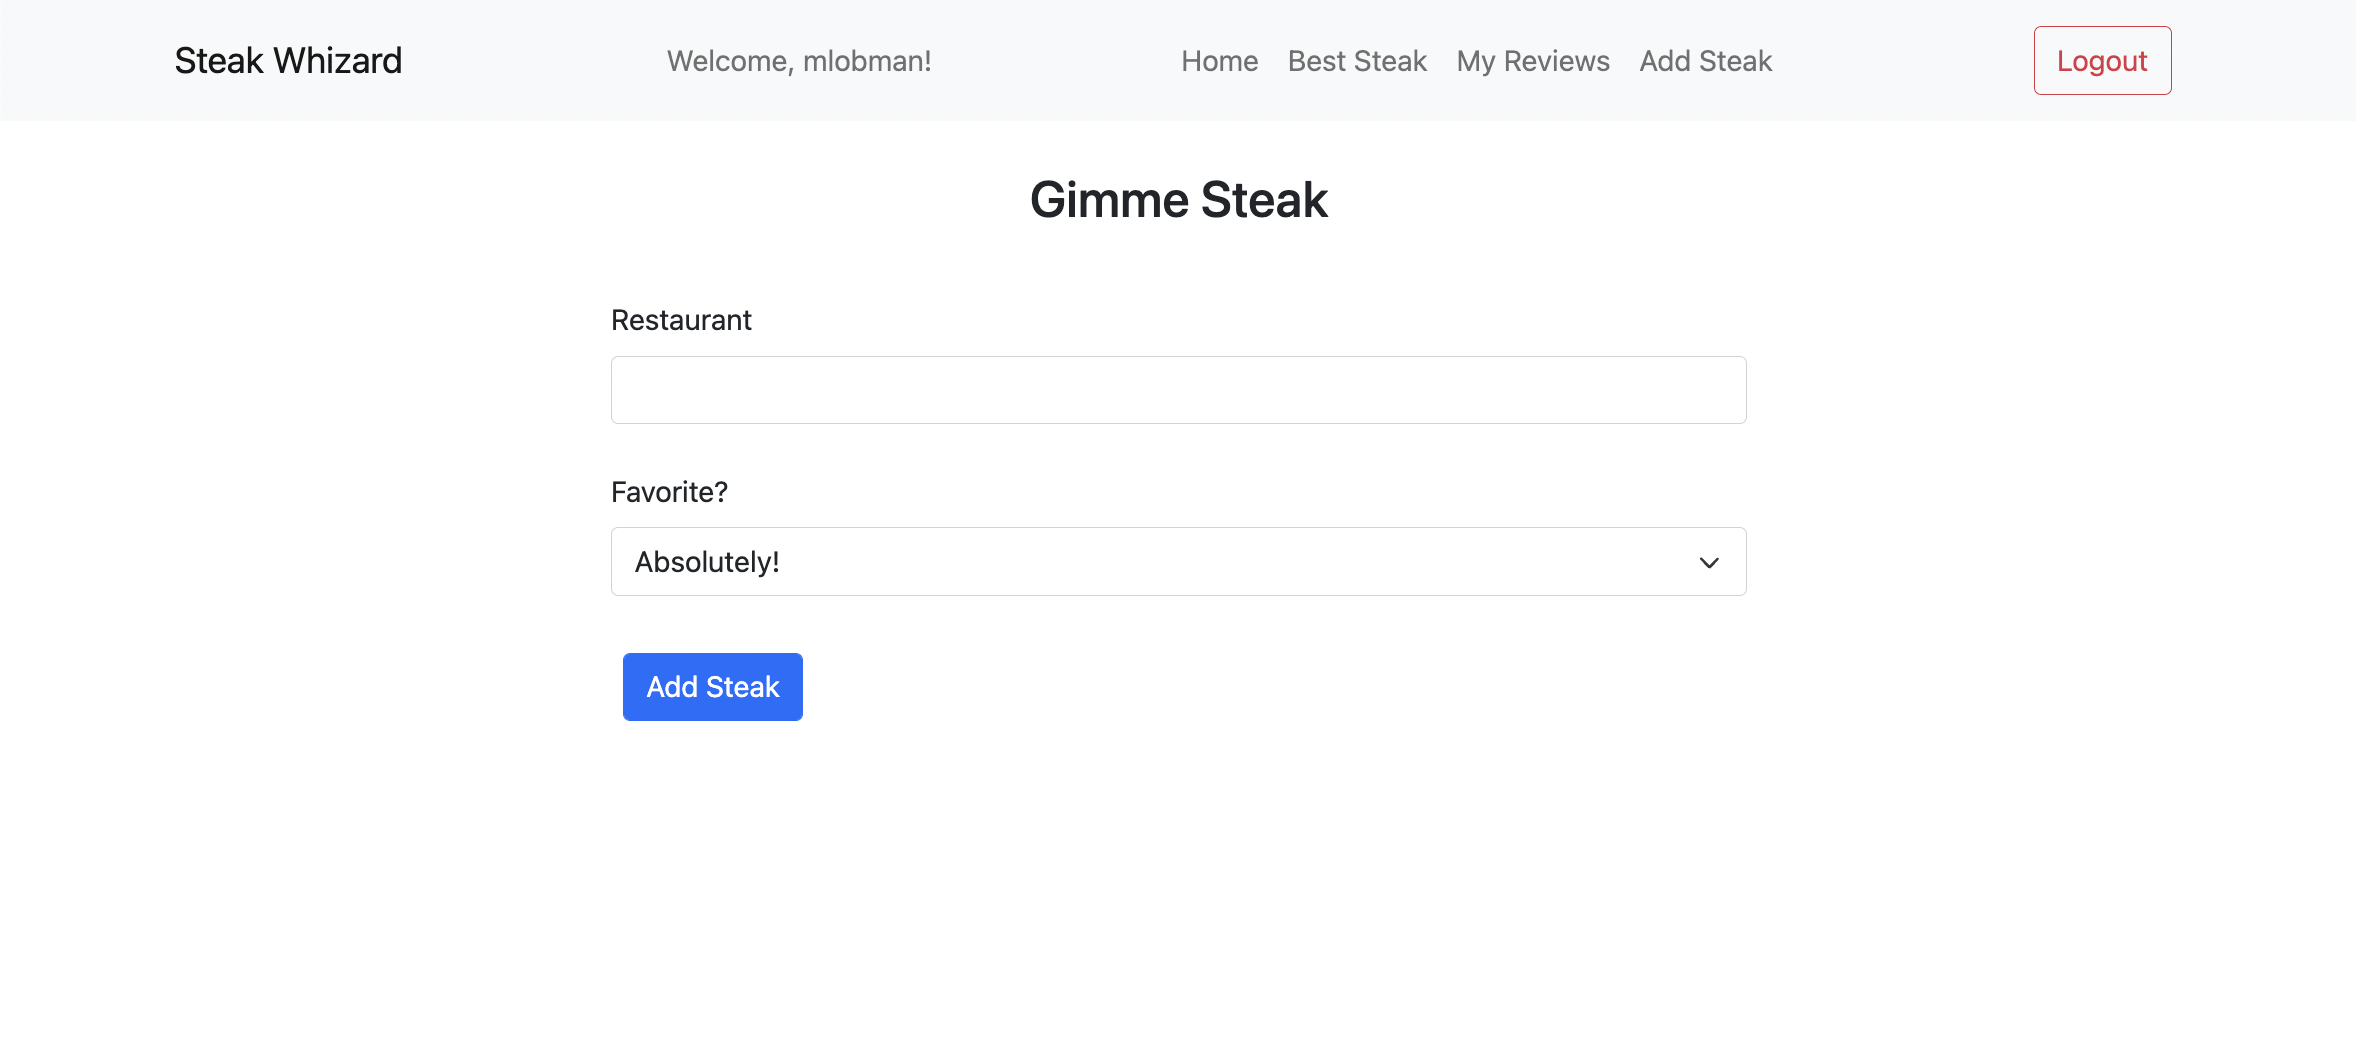 Steak Whizard Welcome, mlobman! Home Best Steak My Reviews Add Steak Logout
Gimme Steak
Restaurant
Favorite?
Absolutely!
Add Steak